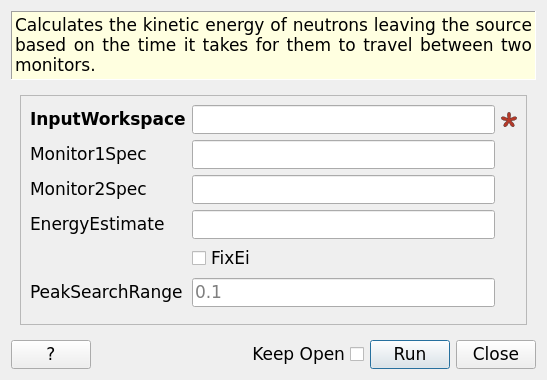 Calculates the kinetic energy of neutrons leaving the source
based on the time it takes for them to travel between two
monitors.
InputWorkspace *
Monitor1Spec
Monitor2Spec
EnergyEstimate
FixEi
PeakSearchRange 0.1
? Keep Open Run Close